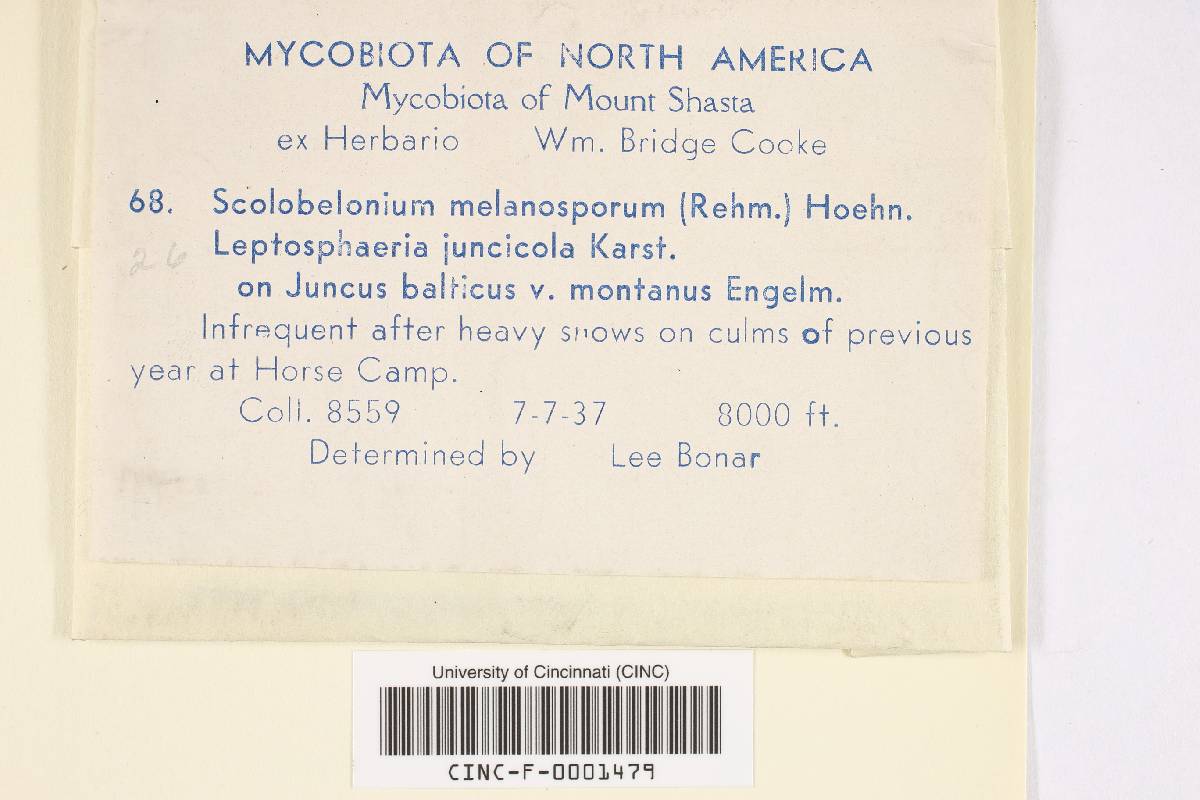 MYCOBIOTA OF NORTH AMERICA
Mycobiota of Mount Shasta
ex Herbario Wm. Bridge Cooke
68. Scolobelonium melanosporum (Rehm.) Hoehn.
26 Leptosphaeria juncicola Karst.
on Juncus balticus v. montanus Engelm.
Infrequent after heavy snows on culms of previous
year at Horse Camp.
Coll. 8559 7-7-37 8000 ft.
Determined by Lee Bonar
University of Cincinnati (CINC)
CINC-F-0001479